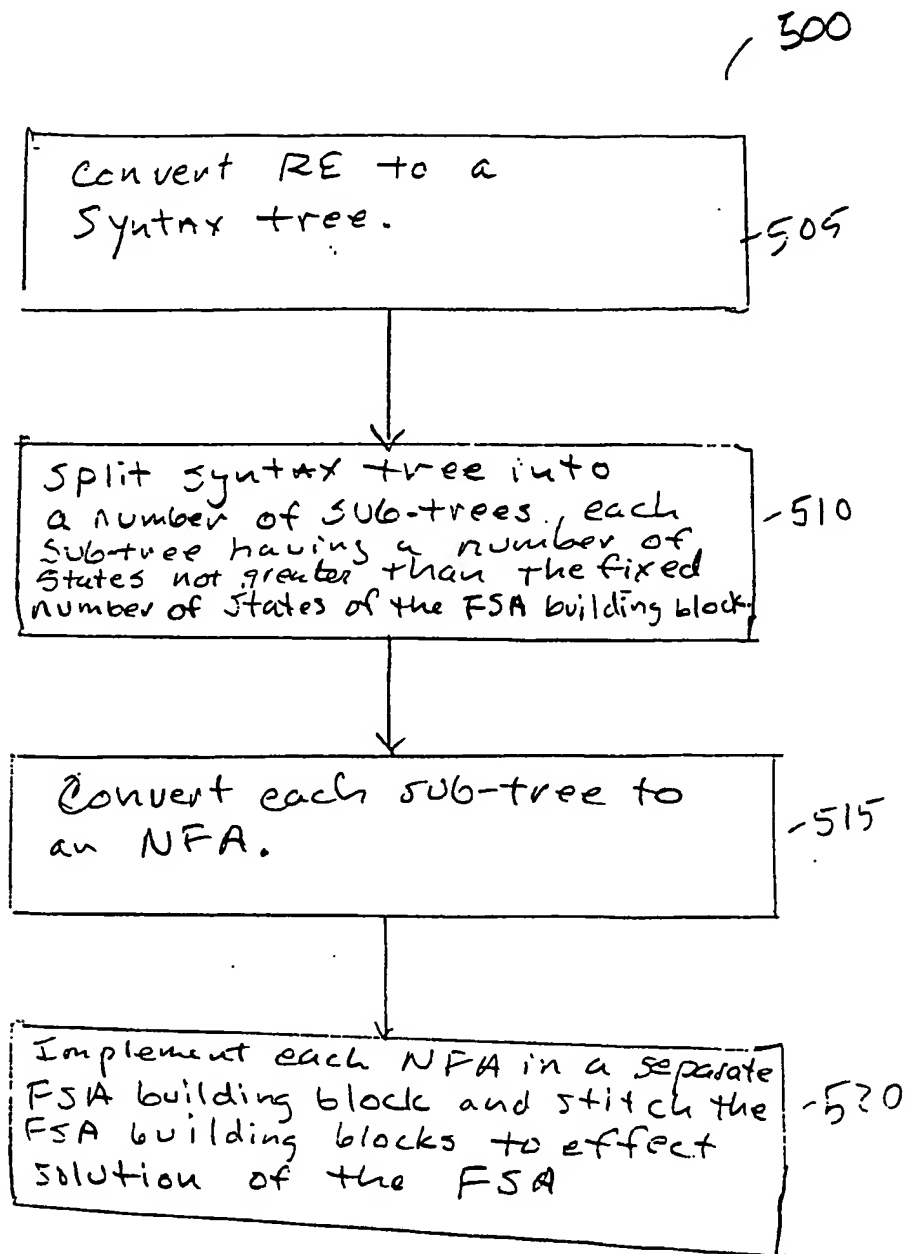 500
Convert RE to a
Syntax tree.
505
Split syntax tree into
a number of sub-trees, each
sub-tree having a number of
states not greater than the fixed
number of states of the FSA building block.
510
Convert each sub-tree to
an NFA.
515
Implement each NFA in a separate
FSA building block and stitch the
FSA building blocks to effect
solution of the FSA
520